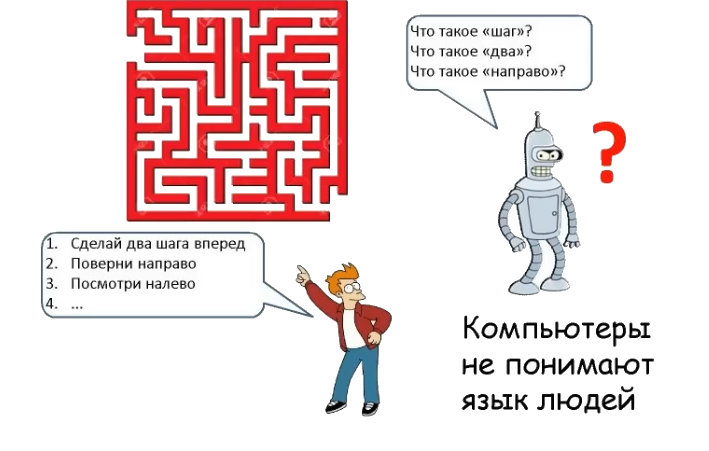 Что такое «шаг»?
Что такое «два»?
Что такое «направо»?
?
1. Сделай два шага вперед
2. Поверни направо
3. Посмотри налево
4. ...
Компьютеры
не понимают
язык людей